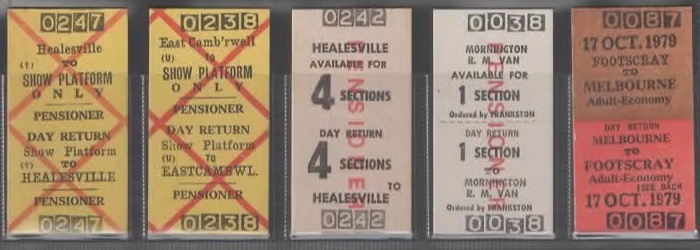 0247
Healesville
(T) TO
SHOW PLATFORM
ONLY
PENSIONER
DAY RETURN
Show Platform
(T) TO
HEALESVILLE
PENSIONER
0247
0238
East Camb'rwell
(U) TO
SHOW PLATFORM
ONLY
PENSIONER
DAY RETURN
Show Platform
(U) TO
EASTCAMBWL.
PENSIONER
0238
0242
HEALESVILLE
AVAILABLE FOR
4 SECTIONS
DAY RETURN
4 SECTIONS
TO
HEALESVILLE
0242
PENSIONER
0038
MORNINGTON
R. M. VAN
AVAILABLE FOR
1 SECTION
Ordered by FRANKSTON
DAY RETURN
1 SECTION
TO
MORNINGTON
R. M. VAN
Ordered by FRANKSTON
0038
PENSIONER
0087
17 OCT. 1979
FOOTSCRAY
TO
MELBOURNE
Adult-Economy
DAY RETURN
MELBOURNE
TO
FOOTSCRAY
Adult-Economy
SEE BACK
17 OCT. 1979
0087